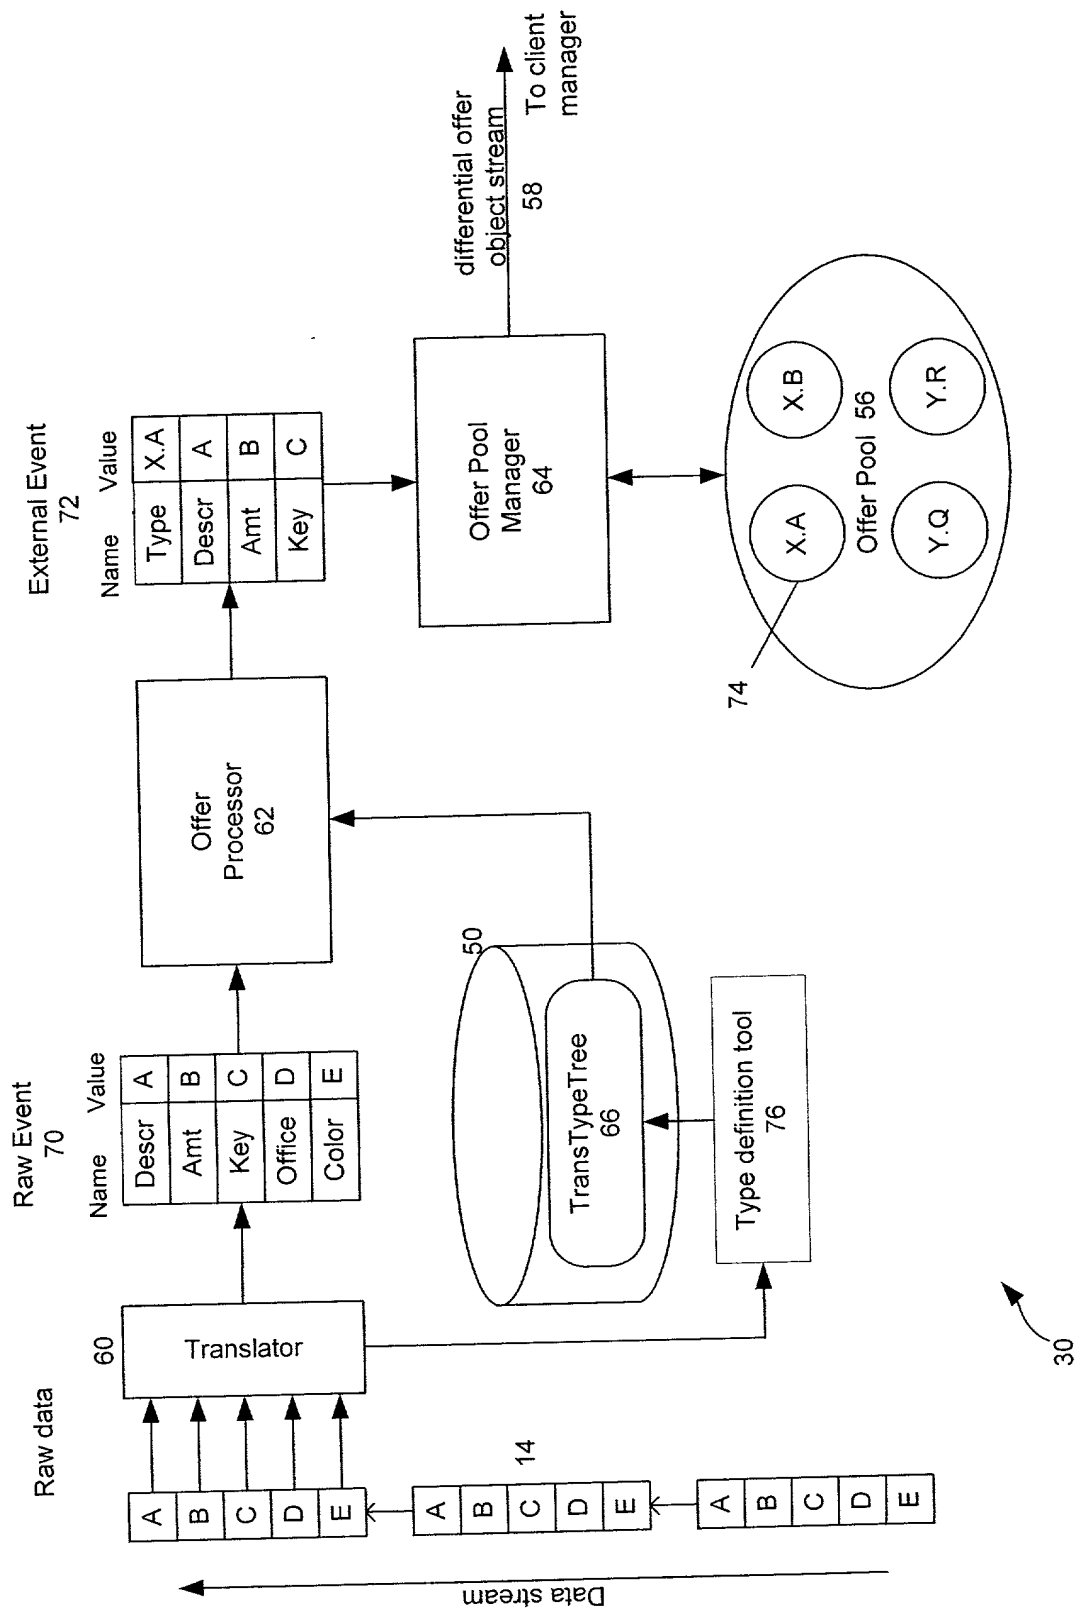 Raw data
60
Translator
A
B
C
D
E
A
B
C
D
E
14
A
B
C
D
E
Data stream
Raw Event
70
Name Value
Descr A
Amt B
Key C
Office D
Color E
Offer
Processor
62
50
TransTypeTree
66
Type definition tool
76
External Event
72
Name Value
Type X.A
Descr A
Amt B
Key C
Offer Pool
Manager
64
differential offer
object stream
58
To client
manager
X.A
X.B
Offer Pool 56
Y.Q
Y.R
74
30